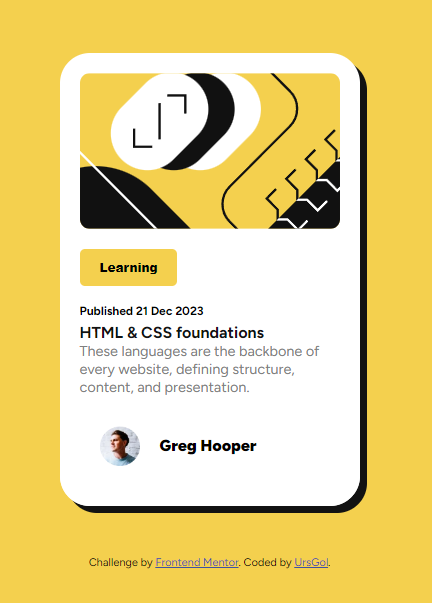 Learning
Published 21 Dec 2023
HTML & CSS foundations
These languages are the backbone of
every website, defining structure,
content, and presentation.
Greg Hooper
Challenge by Frontend Mentor. Coded by UrsGol.